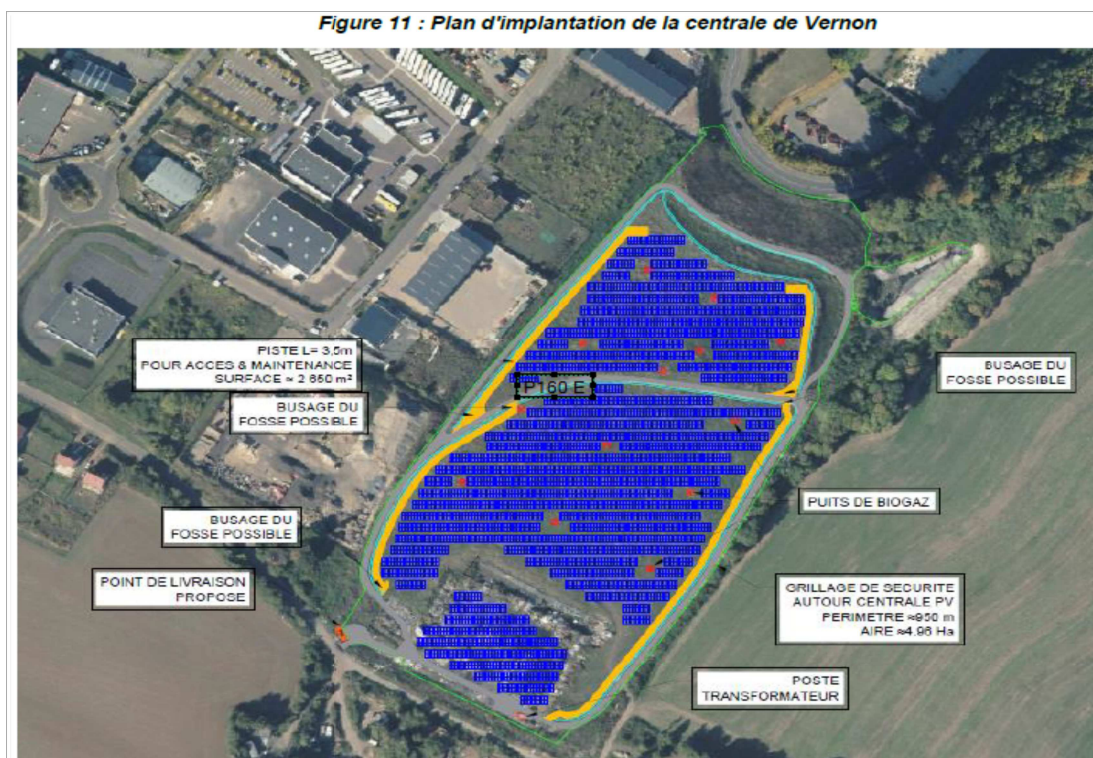 Figure 11 : Plan d'implantation de la centrale de Vernon
PISTE L= 3,5m
POUR ACCES & MAINTENANCE
SURFACE ≈ 2 650 m²
BUSAGE DU
FOSSE POSSIBLE
P160 E
BUSAGE DU
FOSSE POSSIBLE
PUITS DE BIOGAZ
BUSAGE DU
FOSSE POSSIBLE
POINT DE LIVRAISON
PROPOSE
GRILLAGE DE SECURITE
AUTOUR CENTRALE PV
PERIMETRE ≈950 m
AIRE ≈4,96 Ha
POSTE
TRANSFORMATEUR